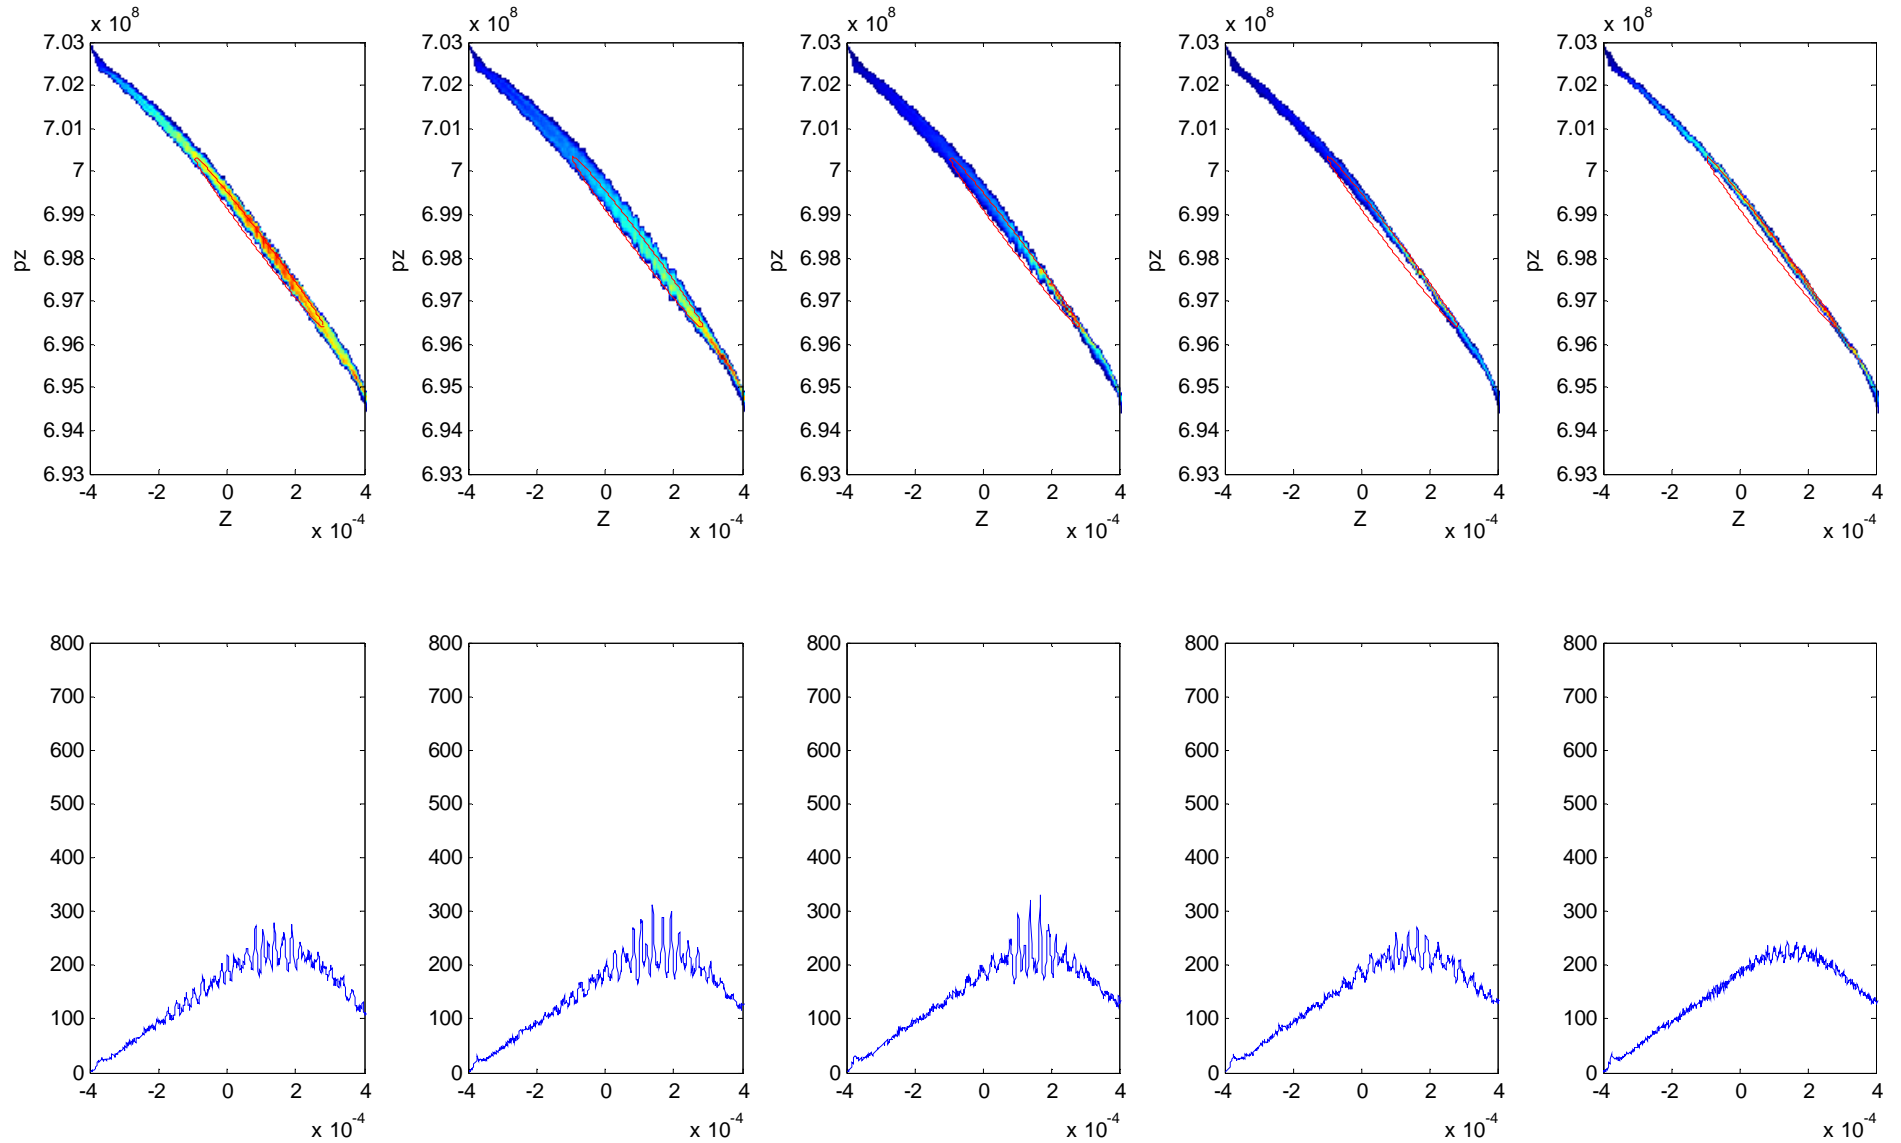 x 10^8 x 10^8 x 10^8 x 10^8 x 10^8
7.03 7.03 7.03 7.03 7.03
7.02 7.02 7.02 7.02 7.02
7.01 7.01 7.01 7.01 7.01
7 7 7 7 7
6.99 6.99 6.99 6.99 6.99
6.98 6.98 6.98 6.98 6.98
pz pz pz pz pz
6.97 6.97 6.97 6.97 6.97
6.96 6.96 6.96 6.96 6.96
6.95 6.95 6.95 6.95 6.95
6.94 6.94 6.94 6.94 6.94
6.93 6.93 6.93 6.93 6.93
-4 -2 0 2 4 -4 -2 0 2 4 -4 -2 0 2 4 -4 -2 0 2 4 -4 -2 0 2 4
Z Z Z Z Z
x 10^-4 x 10^-4 x 10^-4 x 10^-4 x 10^-4
800 800 800 800 800
700 700 700 700 700
600 600 600 600 600
500 500 500 500 500
400 400 400 400 400
300 300 300 300 300
200 200 200 200 200
100 100 100 100 100
0 0 0 0 0
-4 -2 0 2 4 -4 -2 0 2 4 -4 -2 0 2 4 -4 -2 0 2 4 -4 -2 0 2 4
x 10^-4 x 10^-4 x 10^-4 x 10^-4 x 10^-4